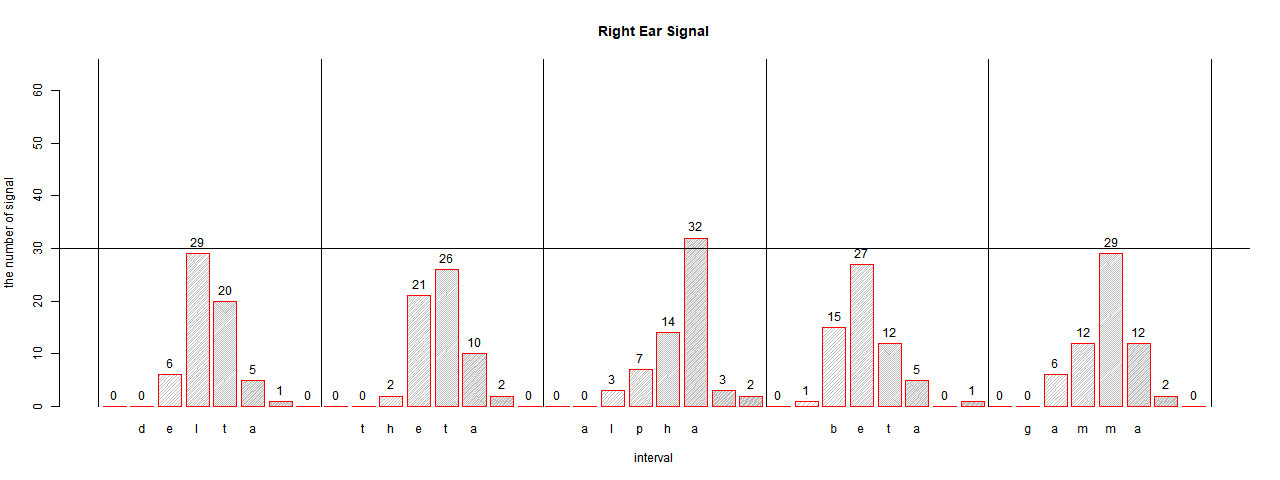 Right Ear Signal
the number of signal
60
50
40
30
20
10
0
0 0 6 29 20 5 1 0
0 0 2 21 26 10 2 0
0 0 3 7 14 32 3 2
0 1 15 27 12 5 0 1
0 0 6 12 29 12 2 0
d e l t a t h e t a a l p h a b e t a g a m m a
interval